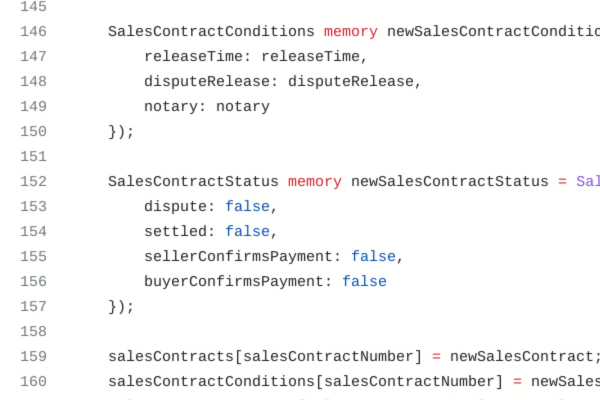 145
146 SalesContractConditions memory newSalesContractConditio
147 releaseTime: releaseTime,
148 disputeRelease: disputeRelease,
149 notary: notary
150 });
151
152 SalesContractStatus memory newSalesContractStatus = Sal
153 dispute: false,
154 settled: false,
155 sellerConfirmsPayment: false,
156 buyerConfirmsPayment: false
157 });
158
159 salesContracts[salesContractNumber] = newSalesContract;
160 salesContractConditions[salesContractNumber] = newSales